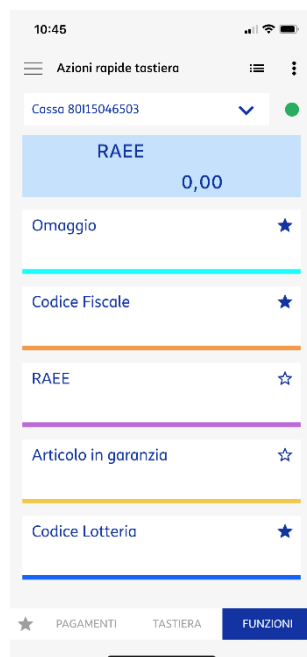 10:45
Azioni rapide tastiera
Cassa 80I15046503
RAEE
0,00
Omaggio
Codice Fiscale
RAEE
Articolo in garanzia
Codice Lotteria
PAGAMENTI TASTIERA FUNZIONI